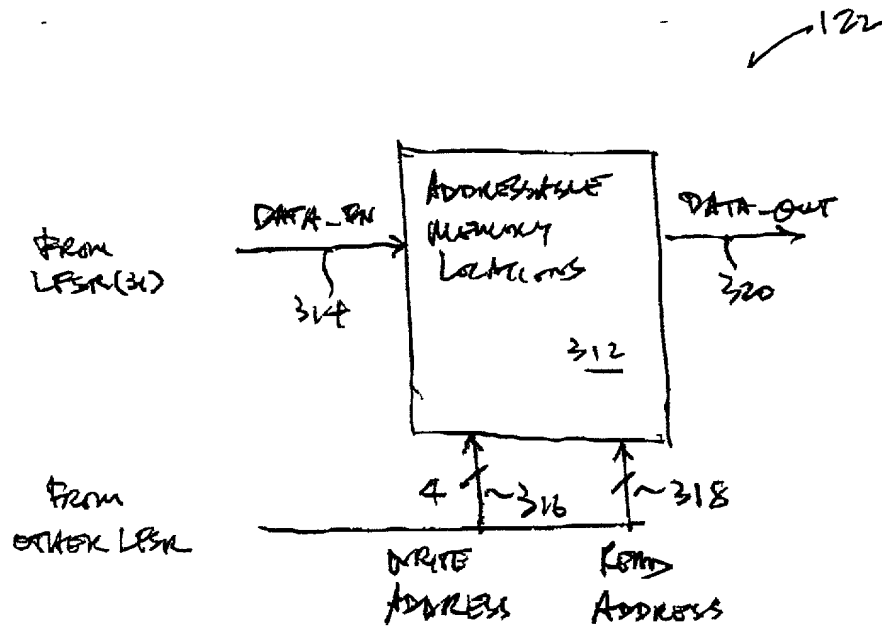 122
ADDRESSABLE
MEMORY
LOCATIONS
DATA_IN
DATA_OUT
FROM
LFSR(31)
314
320
312
4
~316
~318
FROM
OTHER LFSR
WRITE
ADDRESS
READ
ADDRESS